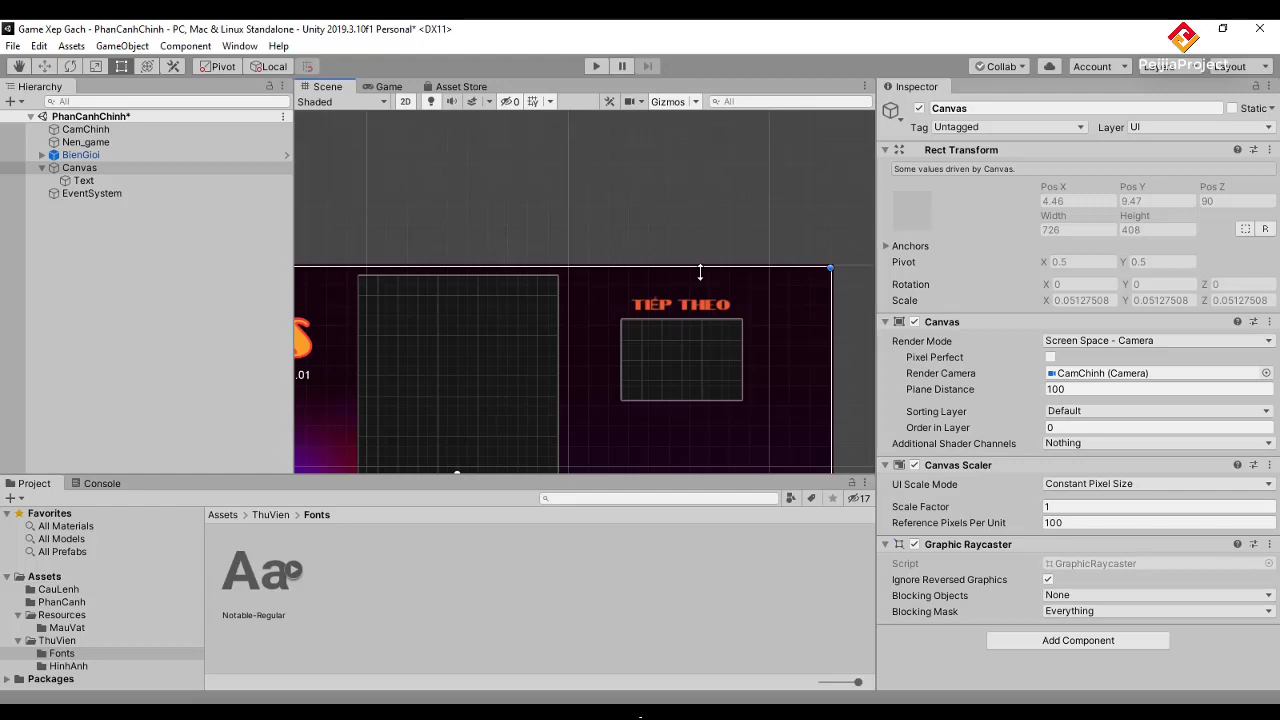 Game Xep Gach - PhanCanhChinh - PC, Mac & Linux Standalone - Unity 2019.3.10f1 Personal* <DX11>
File Edit Assets GameObject Component Window Help
PeijiaProject
Pivot Local Collab Account Layout
Hierarchy Scene Game Asset Store Inspector
All Shaded 2D 0 Gizmos All
PhanCanhChinh*
CamChinh
Nen_game
BienGioi
Canvas
Text
EventSystem
TIẾP THEO
.01
Canvas Static
Tag Untagged Layer UI
Rect Transform
Some values driven by Canvas.
Pos X Pos Y Pos Z
4.46 9.47 90
Width Height
726 408 R
Anchors
Pivot X 0.5 Y 0.5
Rotation X 0 Y 0 Z 0
Scale X 0.05127508 Y 0.05127508 Z 0.05127508
Canvas
Render Mode Screen Space - Camera
Pixel Perfect
Render Camera CamChinh (Camera)
Plane Distance 100
Sorting Layer Default
Order in Layer 0
Additional Shader Channels Nothing
Canvas Scaler
UI Scale Mode Constant Pixel Size
Scale Factor 1
Reference Pixels Per Unit 100
Graphic Raycaster
Script GraphicRaycaster
Ignore Reversed Graphics
Blocking Objects None
Blocking Mask Everything
Add Component
Project Console
17
Favorites
All Materials
All Models
All Prefabs
Assets
CauLenh
PhanCanh
Resources
MauVat
ThuVien
Fonts
HinhAnh
Packages
Assets ThuVien Fonts
Aa
Notable-Regular